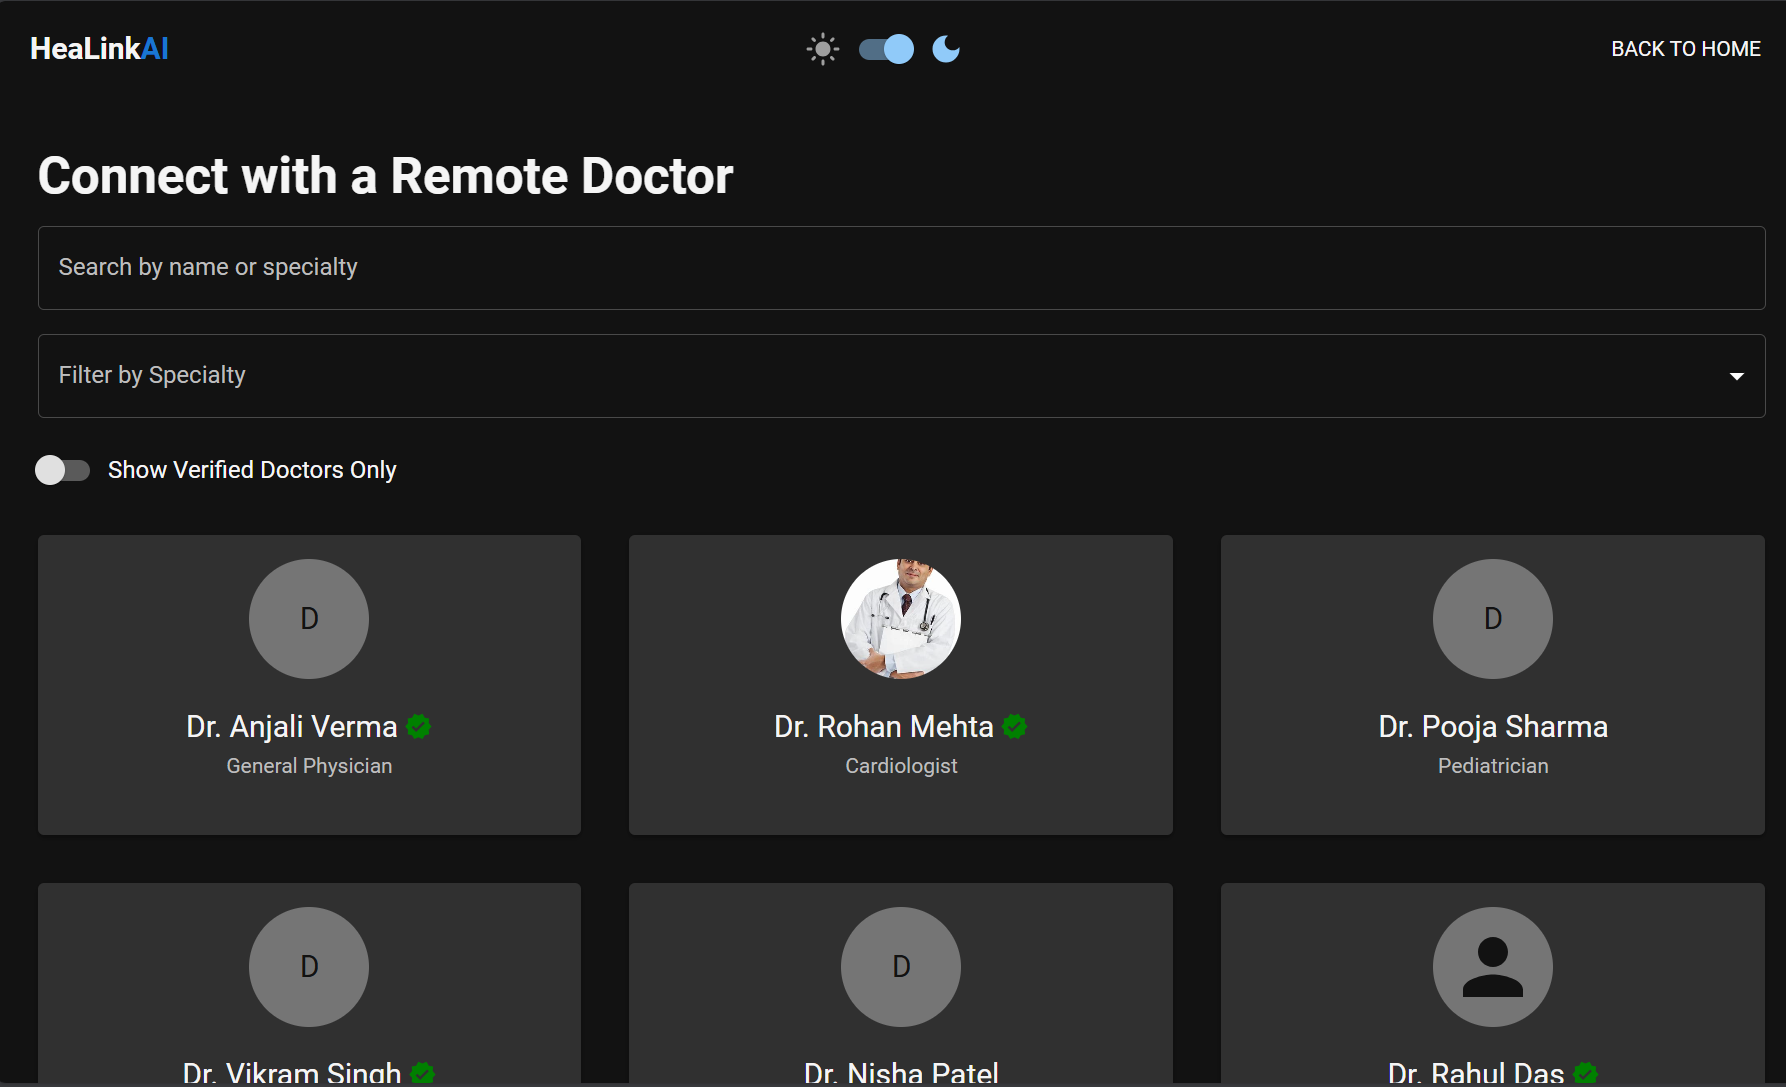 HeaLinkAI
BACK TO HOME
Connect with a Remote Doctor
Search by name or specialty
Filter by Specialty
Show Verified Doctors Only
D
D
Dr. Anjali Verma
Dr. Rohan Mehta
Dr. Pooja Sharma
General Physician
Cardiologist
Pediatrician
D
D
Dr. Vikram Singh
Dr. Nisha Patel
Dr. Rahul Das